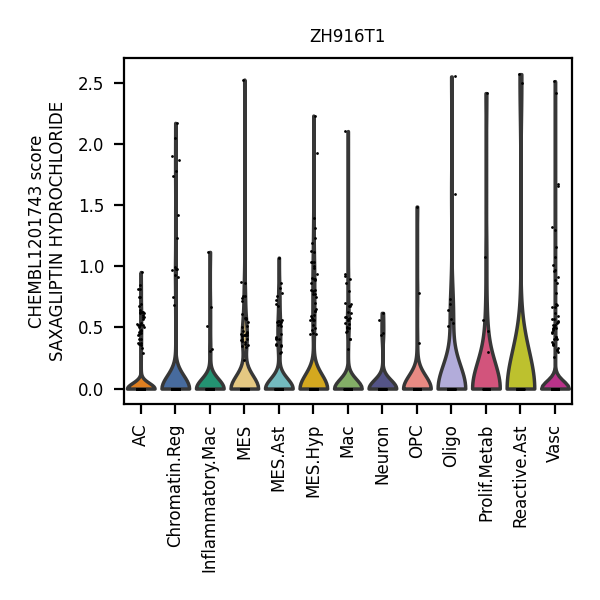 ZH916T1
CHEMBL1201743 score
SAXAGLIPTIN HYDROCHLORIDE
2.5
2.0
1.5
1.0
0.5
0.0
AC
Chromatin.Reg
Inflammatory.Mac
MES
MES.Ast
MES.Hyp
Mac
Neuron
OPC
Oligo
Prolif.Metab
Reactive.Ast
Vasc